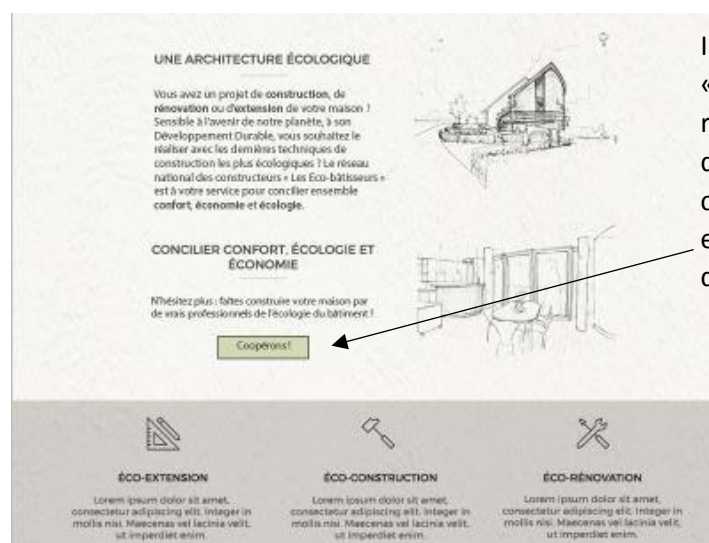 UNE ARCHITECTURE ÉCOLOGIQUE
Vous avez un projet de construction, de
rénovation ou d'extension de votre maison ?
Sensible à l'avenir de notre planète, à son
Développement Durable, vous souhaitez le
réaliser avec les dernières techniques de
construction les plus écologiques ? Le réseau
national des constructeurs « Les Eco-bâtisseurs »
est à votre service pour concilier ensemble
confort, économie et écologie.
CONCILIER CONFORT, ÉCOLOGIE ET
ÉCONOMIE
N'hésitez plus : faites construire votre maison par
de vrais professionnels de l'écologie du bâtiment !
Coopérons !
ÉCO-EXTENSION
Lorem ipsum dolor sit amet,
consectetur adipiscing elit. Integer in
mollis nisi. Maecenas vel lacinia velit,
ut imperdiet enim.
ÉCO-CONSTRUCTION
Lorem ipsum dolor sit amet,
consectetur adipiscing elit. Integer in
mollis nisi. Maecenas vel lacinia velit,
ut imperdiet enim.
ÉCO-RÉNOVATION
Lorem ipsum dolor sit amet,
consectetur adipiscing elit. Integer in
mollis nisi. Maecenas vel lacinia velit,
ut imperdiet enim.